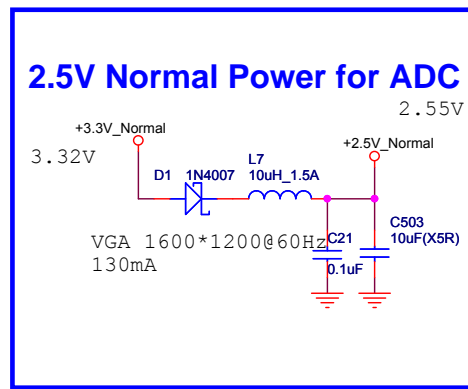 2.5V Normal Power for ADC
2.55V
+3.3V_Normal
+2.5V_Normal
3.32V
L7
D1 1N4007 10uH_1.5A
C503
VGA 1600*1200@60Hz C21 10uF(X5R)
130mA 0.1uF